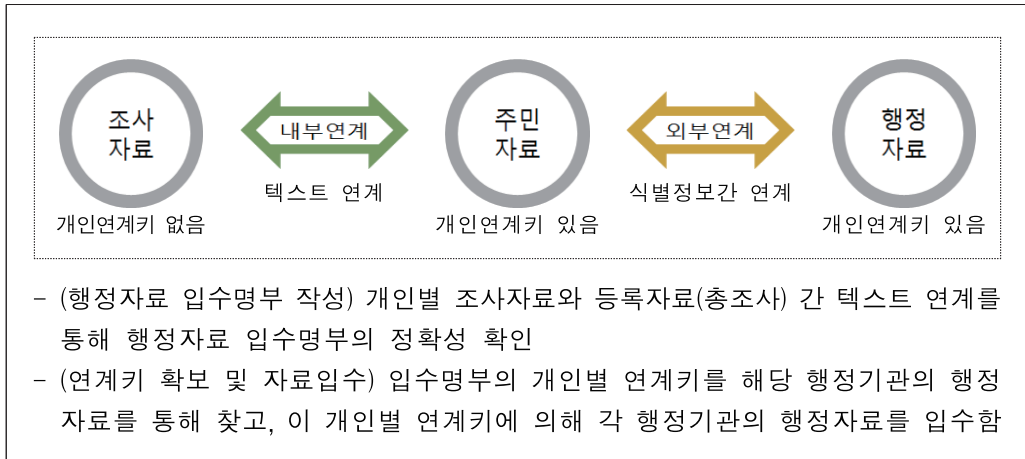 조사
자료
내부연계
텍스트 연계
주민
자료
외부연계
식별정보간 연계
행정
자료
개인연계키 없음
개인연계키 있음
개인연계키 있음
- (행정자료 입수명부 작성) 개인별 조사자료와 등록자료(총조사) 간 텍스트 연계를
통해 행정자료 입수명부의 정확성 확인
- (연계키 확보 및 자료입수) 입수명부의 개인별 연계키를 해당 행정기관의 행정
자료를 통해 찾고, 이 개인별 연계키에 의해 각 행정기관의 행정자료를 입수함